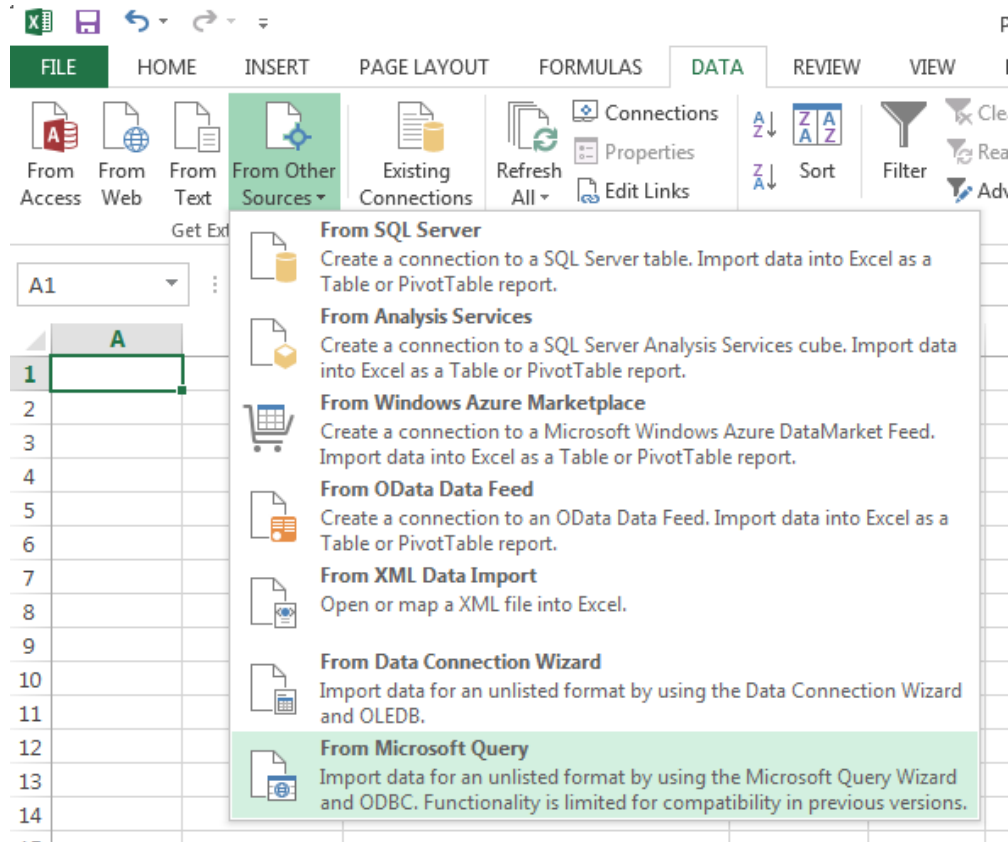 P
FILE HOME INSERT PAGE LAYOUT FORMULAS DATA REVIEW VIEW
From Access
From Web
From Text
From Other Sources
Existing Connections
Refresh All
Connections
Properties
Edit Links
Sort
Filter
Cle
Rea
Adv
Get Ext
A1
A
1
2
3
4
5
6
7
8
9
10
11
12
13
14
From SQL Server
Create a connection to a SQL Server table. Import data into Excel as a
Table or PivotTable report.
From Analysis Services
Create a connection to a SQL Server Analysis Services cube. Import data
into Excel as a Table or PivotTable report.
From Windows Azure Marketplace
Create a connection to a Microsoft Windows Azure DataMarket Feed.
Import data into Excel as a Table or PivotTable report.
From OData Data Feed
Create a connection to an OData Data Feed. Import data into Excel as a
Table or PivotTable report.
From XML Data Import
Open or map a XML file into Excel.
From Data Connection Wizard
Import data for an unlisted format by using the Data Connection Wizard
and OLEDB.
From Microsoft Query
Import data for an unlisted format by using the Microsoft Query Wizard
and ODBC. Functionality is limited for compatibility in previous versions.